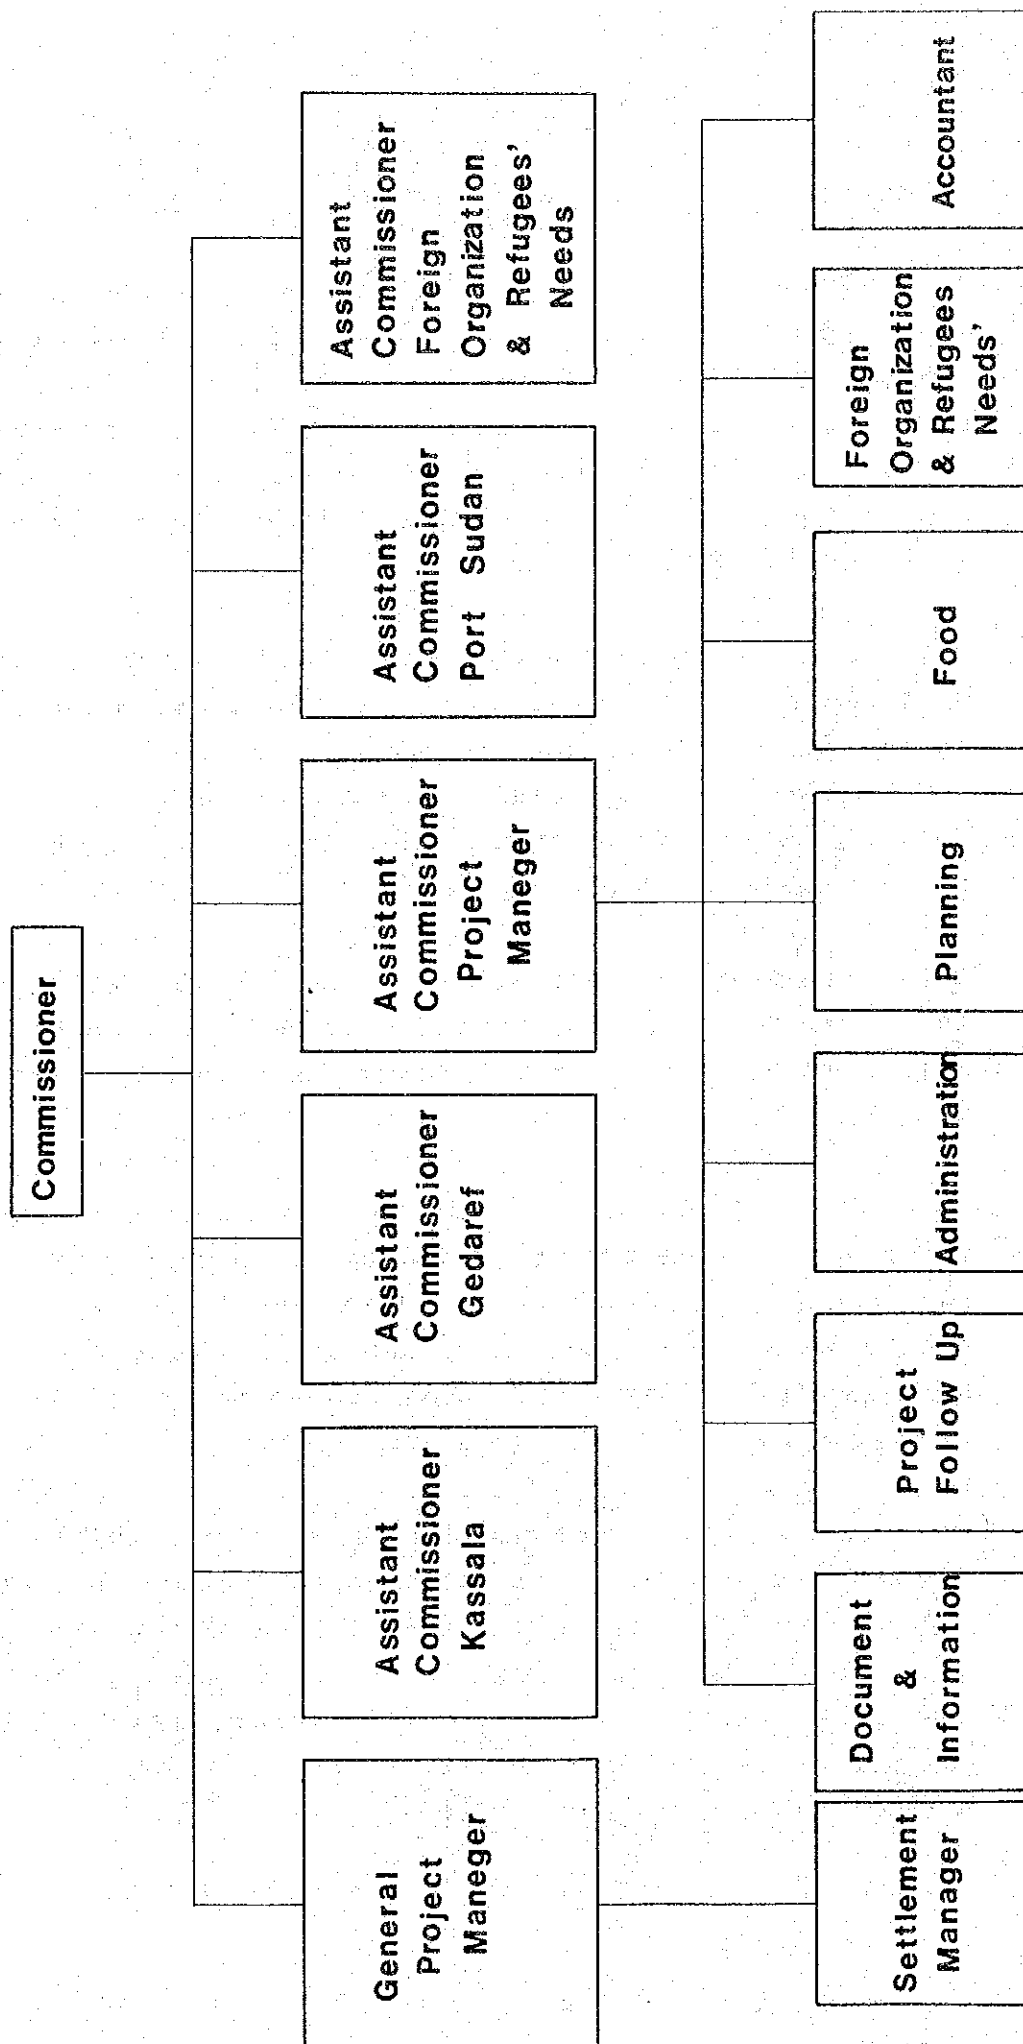 Commissioner
General
Project
Maneger
Assistant
Commissioner
Kassala
Assistant
Commissioner
Gedaref
Assistant
Commissioner
Project
Maneger
Assistant
Commissioner
Port Sudan
Assistant
Commissioner
Foreign
Organization
& Refugees'
Needs
Settlement
Manager
Document
&
Information
Project
Follow Up
Administration
Planning
Food
Foreign
Organization
& Refugees
Needs'
Accountant